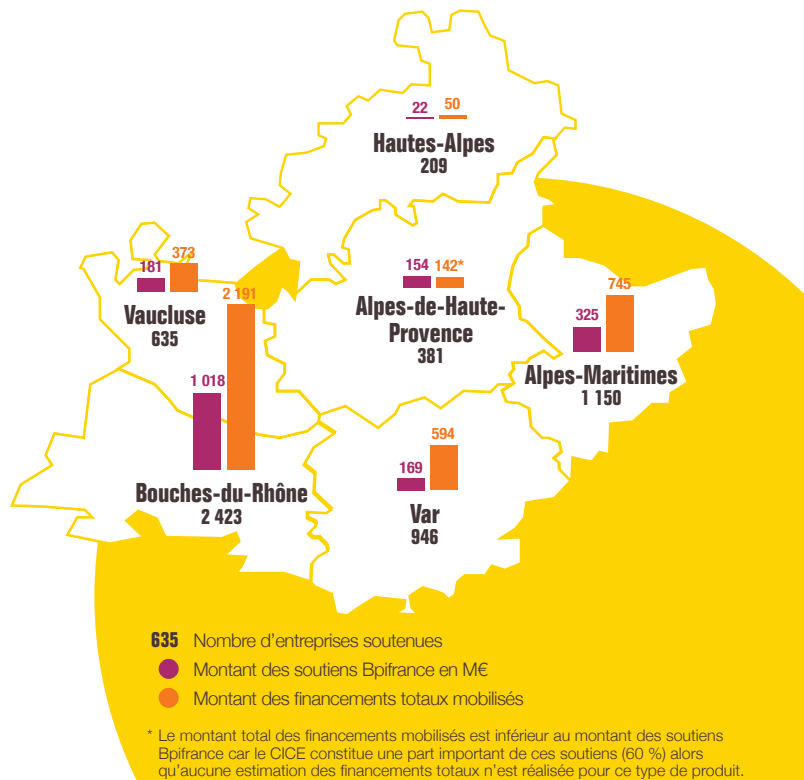 22 50
Hautes-Alpes
209
181 373
Vaucluse
635
154 142*
Alpes-de-Haute-
Provence
381
325 745
Alpes-Maritimes
1 150
1 018 2 191
Bouches-du-Rhône
2 423
169 594
Var
946
635 Nombre d'entreprises soutenues
Montant des soutiens Bpifrance en M€
Montant des financements totaux mobilisés
* Le montant total des financements mobilisés est inférieur au montant des soutiens
Bpifrance car le CICE constitue une part important de ces soutiens (60 %) alors
qu'aucune estimation des financements totaux n'est réalisée pour ce type de produit.